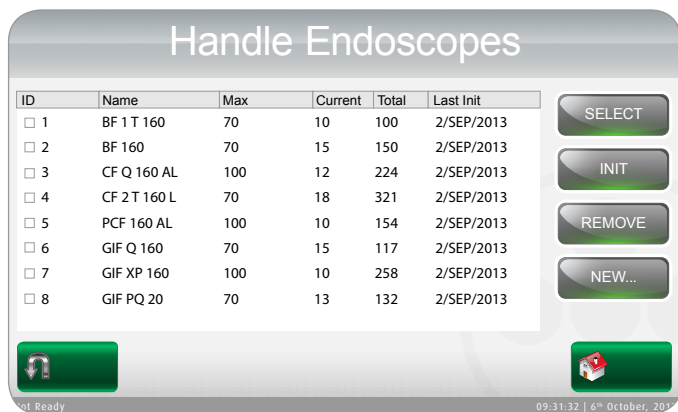 Handle Endoscopes
ID Name Max Current Total Last Init
1 BF 1 T 160 70 10 100 2/SEP/2013
2 BF 160 70 15 150 2/SEP/2013
3 CF Q 160 AL 100 12 224 2/SEP/2013
4 CF 2 T 160 L 70 18 321 2/SEP/2013
5 PCF 160 AL 100 10 154 2/SEP/2013
6 GIF Q 160 70 15 117 2/SEP/2013
7 GIF XP 160 100 10 258 2/SEP/2013
8 GIF PQ 20 70 13 132 2/SEP/2013
SELECT
INIT
REMOVE
NEW...
Ready
09:31:32 | 6th October,